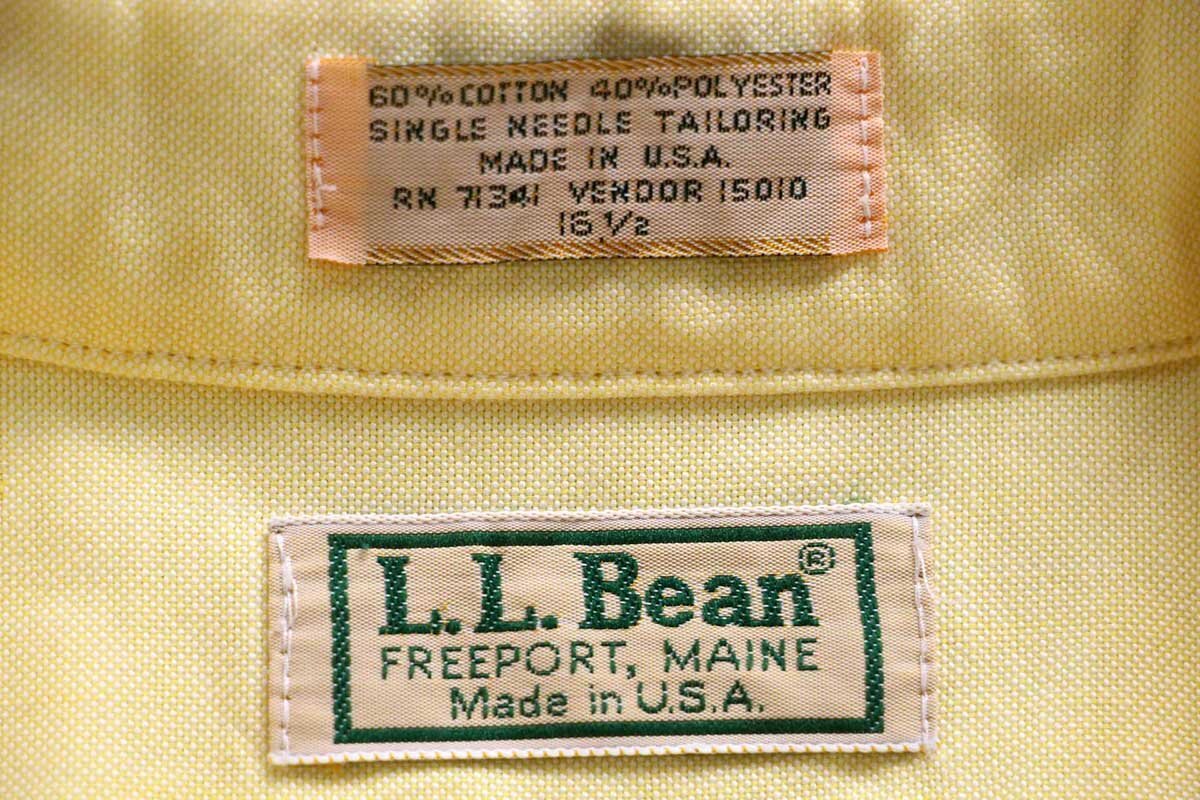 60% COTTON 40% POLYESTER
SINGLE NEEDLE TAILORING
MADE IN U.S.A.
RN 71341 VENDOR 15010
16 1/2
L.L.Bean®
FREEPORT, MAINE
Made in U.S.A.